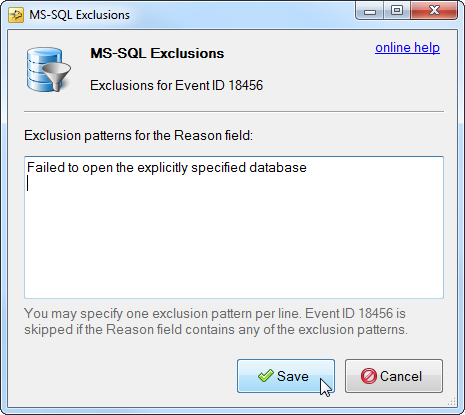 MS-SQL Exclusions
MS-SQL Exclusions
online help
Exclusions for Event ID 18456
Exclusion patterns for the Reason field:
Failed to open the explicitly specified database
You may specify one exclusion pattern per line. Event ID 18456 is
skipped if the Reason field contains any of the exclusion patterns.
Save
Cancel